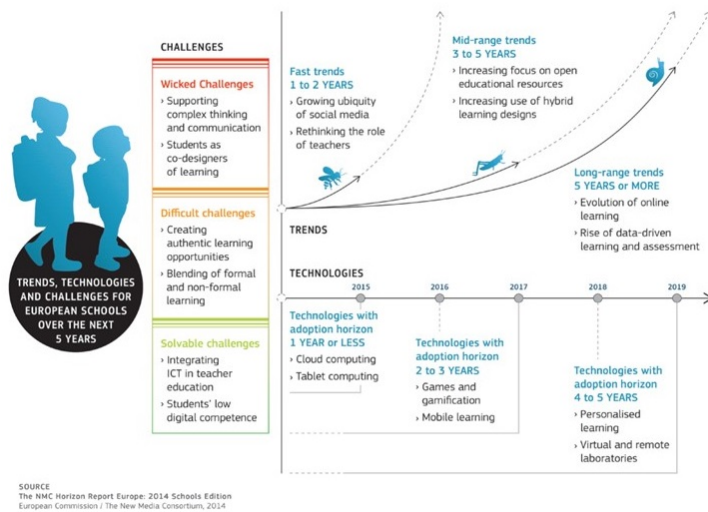 CHALLENGES
Wicked Challenges
› Supporting
complex thinking
and communication
› Students as
co-designers
of learning
Difficult challenges
› Creating
authentic learning
opportunities
› Blending of formal
and non-formal
learning
Solvable challenges
› Integrating
ICT in teacher
education
› Students' low
digital competence
TRENDS, TECHNOLOGIES
AND CHALLENGES FOR
EUROPEAN SCHOOLS
OVER THE NEXT
5 YEARS
Fast trends
1 to 2 YEARS
› Growing ubiquity
of social media
› Rethinking the role
of teachers
Mid-range trends
3 to 5 YEARS
› Increasing focus on open
educational resources
› Increasing use of hybrid
learning designs
Long-range trends
5 YEARS or MORE
› Evolution of online
learning
› Rise of data-driven
learning and assessment
TRENDS
TECHNOLOGIES
2015 2016 2017 2018 2019
Technologies with
adoption horizon
1 YEAR or LESS
› Cloud computing
› Tablet computing
Technologies with
adoption horizon
2 to 3 YEARS
› Games and
gamification
› Mobile learning
Technologies with
adoption horizon
4 to 5 YEARS
› Personalised
learning
› Virtual and remote
laboratories
SOURCE
The NMC Horizon Report Europe: 2014 Schools Edition
European Commission / The New Media Consortium, 2014